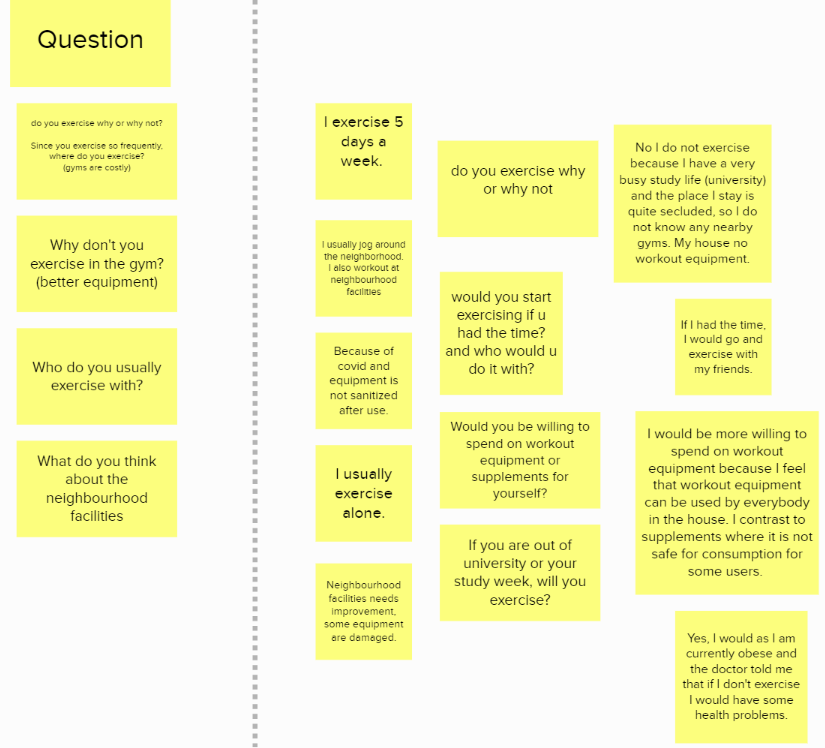 Question
do you exercise why or why not?
Since you exercise so frequently,
where do you exercise?
(gyms are costly)
Why don't you
exercise in the gym?
(better equipment)
Who do you usually
exercise with?
What do you think
about the
neighbourhood
facilities
I exercise 5
days a
week.
I usually jog around
the neighborhood.
I also workout at
neighbourhood
facilities
Because of
covid and
equipment is
not sanitized
after use.
I usually
exercise
alone.
Neighbourhood
facilities needs
improvement,
some equipment
are damaged.
do you exercise why
or why not
would you start
exercising if u
had the time?
and who would u
do it with?
Would you be willing to
spend on workout
equipment or
supplements for
yourself?
If you are out of
university or your
study week, will you
exercise?
No I do not exercise
because I have a very
busy study life (university)
and the place I stay is
quite secluded, so I do
not know any nearby
gyms. My house no
workout equipment.
If I had the time,
I would go and
exercise with
my friends.
I would be more willing to
spend on workout
equipment because I feel
that workout equipment
can be used by everybody
in the house. I contrast to
supplements where it is not
safe for consumption for
some users.
Yes, I would as I am
currently obese and
the doctor told me
that if I don't exercise
I would have some
health problems.